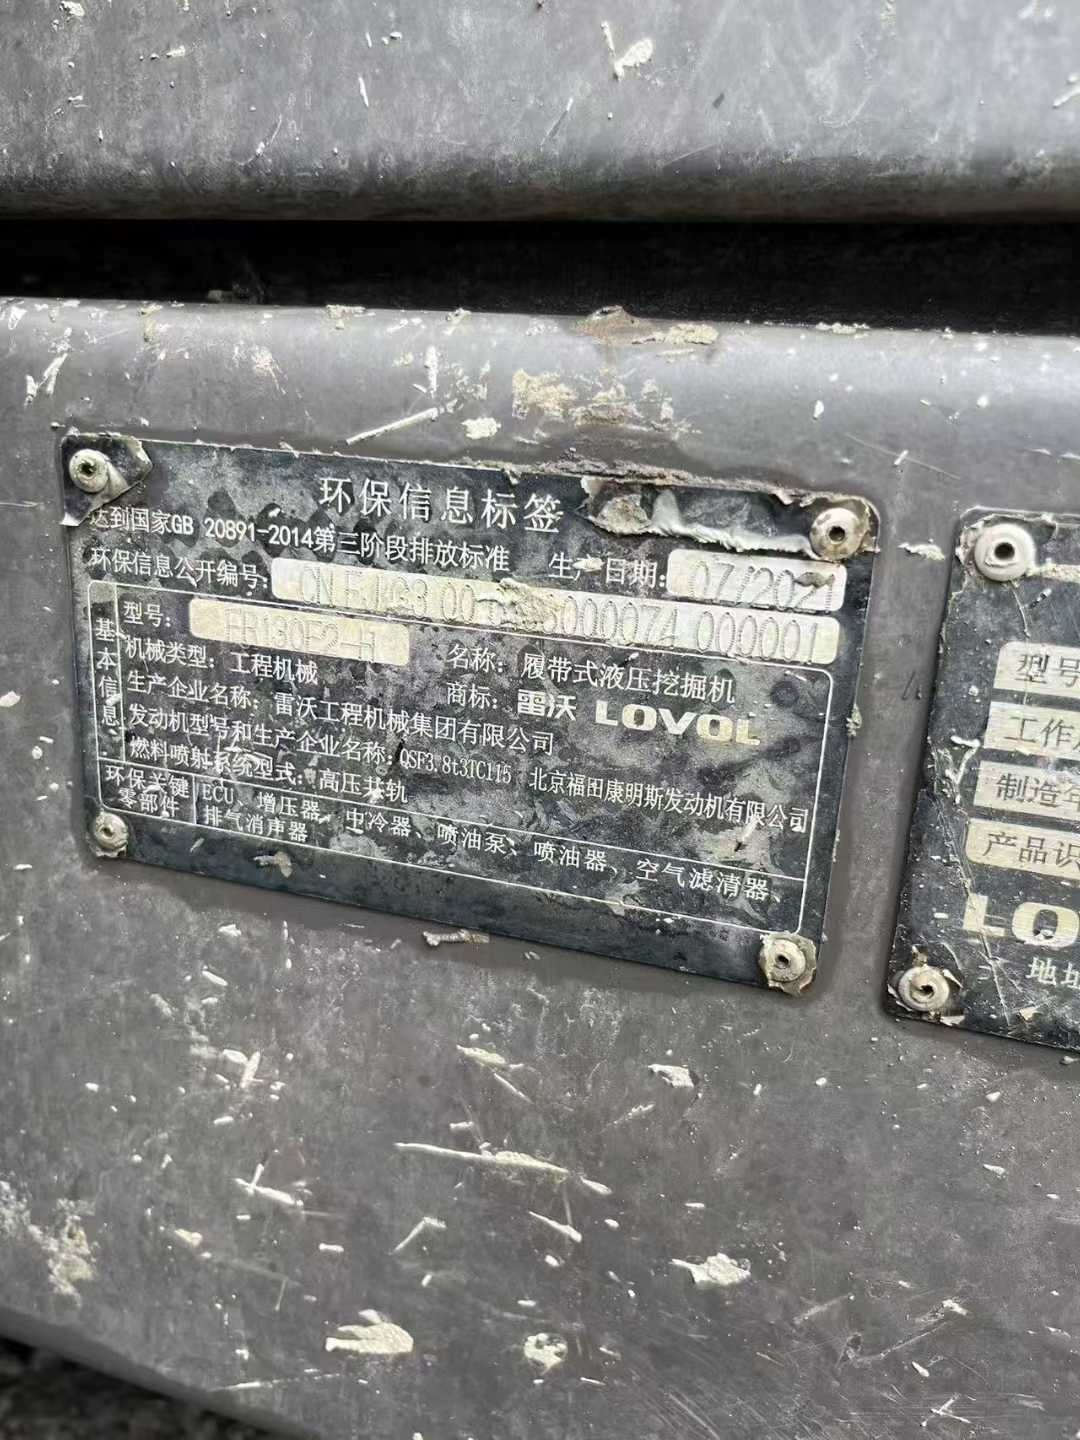 环保信息标签
达到国家GB 20891-2014第三阶段排放标准 生产日期: 07/2021
环保信息公开编号: 000074 000001
基本信息
型号: FR130E2-H 名称: 履带式液压挖掘机
机械类型: 工程机械 商标: 雷沃 LOVOL
生产企业名称: 雷沃工程机械集团有限公司
发动机型号和生产企业名称: QSF3.8t3TC115 北京福田康明斯发动机有限公司
燃料喷射系统型式: 高压共轨
环保关键零部件 ECU、增压器、中冷器、喷油泵、喷油器、空气滤清器、
排气消声器
型号
工作
制造年
产品识
LO
地址